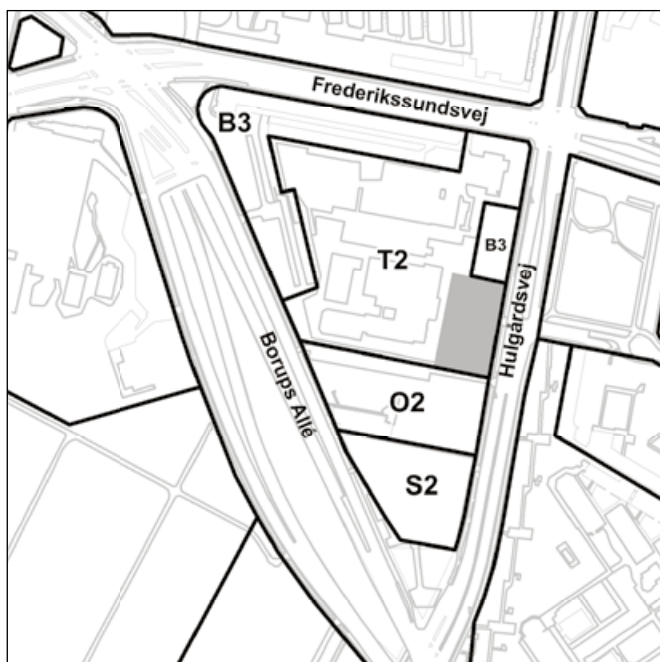 Frederikssundsvej
B3
B3
T2
Hulgårdsvej
Borups Allé
O2
S2